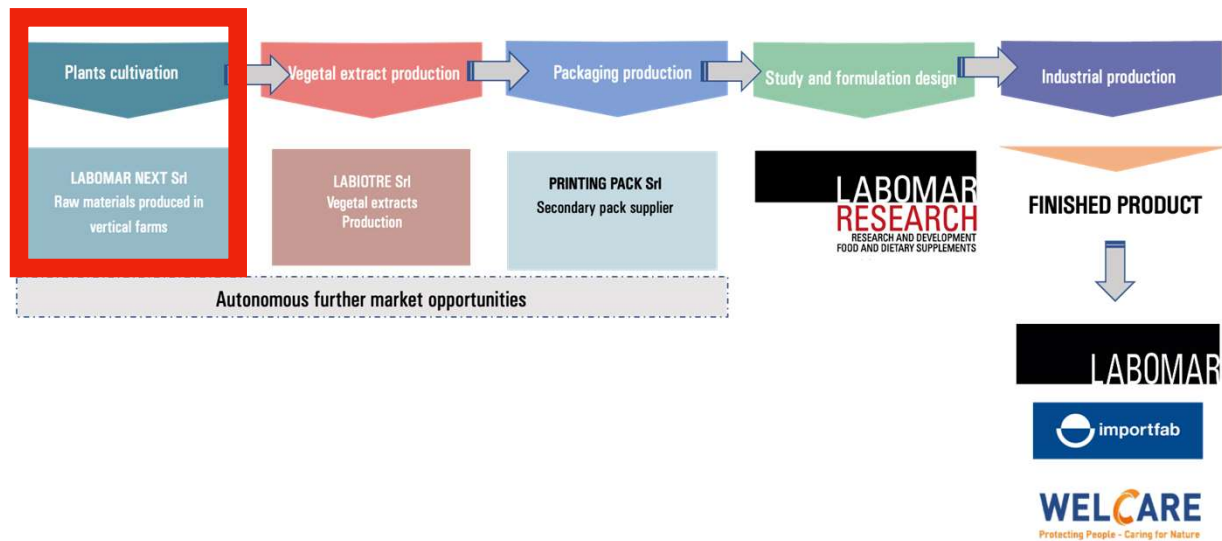 Plants cultivation
Vegetal extract production
Packaging production
Study and formulation design
Industrial production
LABOMAR NEXT Srl
Raw materials produced in
vertical farms
LABIOTRE Srl
Vegetal extracts
Production
PRINTING PACK Srl
Secondary pack supplier
LABOMAR
RESEARCH
RESEARCH AND DEVELOPMENT
FOOD AND DIETARY SUPPLEMENTS
FINISHED PRODUCT
Autonomous further market opportunities
LABOMAR
importfab
WELCARE
Protecting People - Caring for Nature